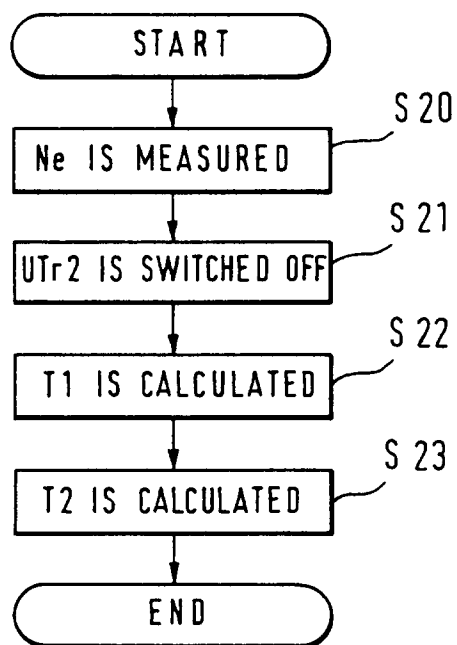 START
S 20
Ne IS MEASURED
S 21
UTr2 IS SWITCHED OFF
S 22
T1 IS CALCULATED
S 23
T2 IS CALCULATED
END